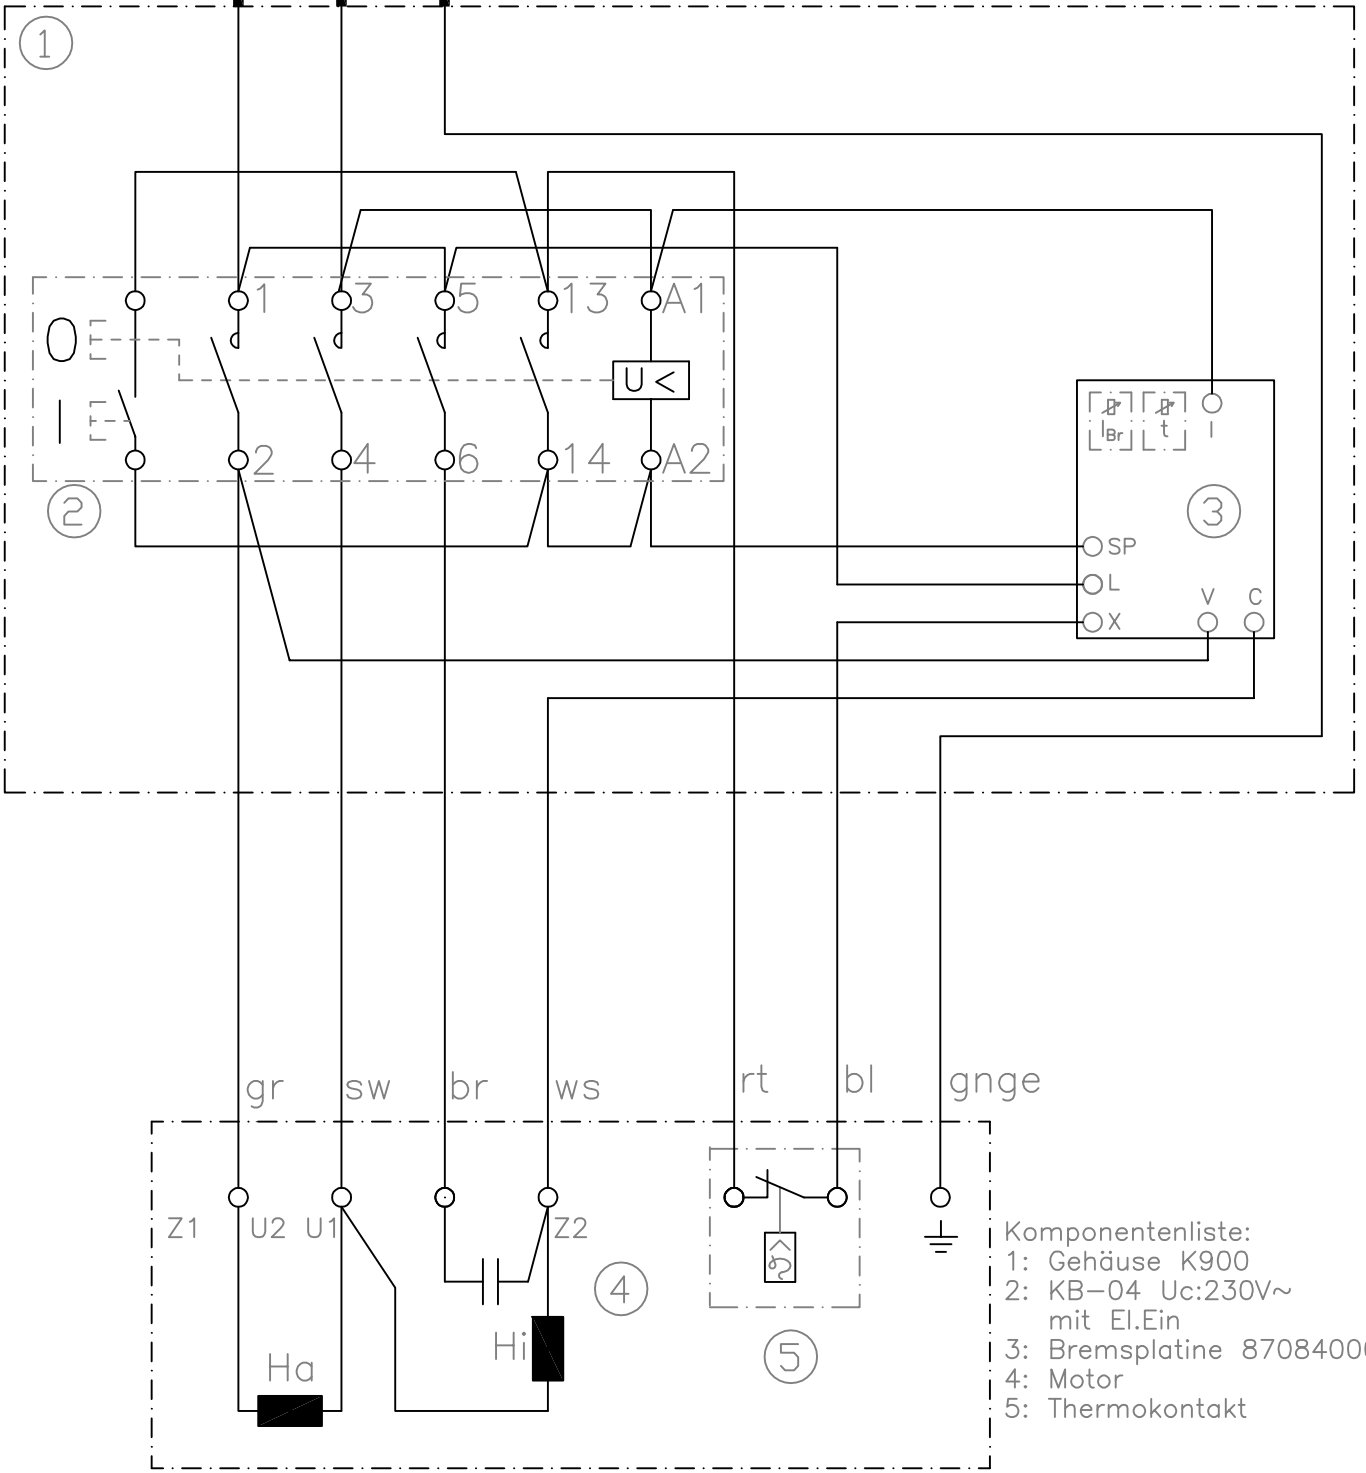 1
1 3 5 13 A1
O
U <
I
2 4 6 14 A2
2
IBr t I
3
SP
L
V C
X
gr sw br ws rt bl gnge
Z1 U2 U1 Z2
4
Ha
Hi
5
Komponentenliste:
1: Gehäuse K900
2: KB-04 Uc:230V~
mit El.Ein
3: Bremsplatine 8708400
4: Motor
5: Thermokontakt